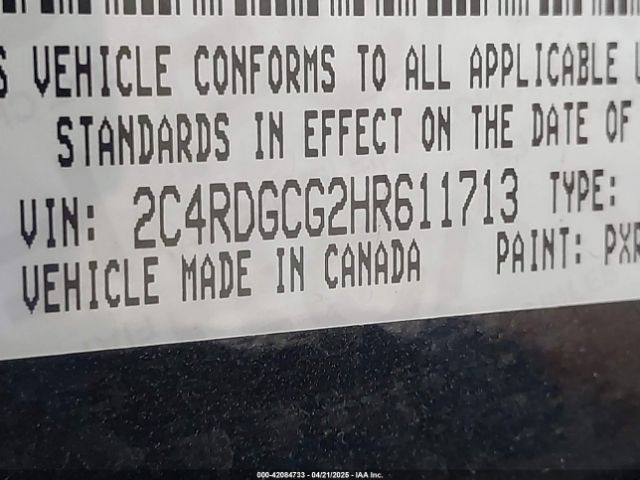 VEHICLE CONFORMS TO ALL APPLICABLE
STANDARDS IN EFFECT ON THE DATE OF
VIN: 2C4RDGCG2HR611713 TYPE:
VEHICLE MADE IN CANADA PAINT: PXR
000-42084733 - 04/21/2025 - IAA Inc.